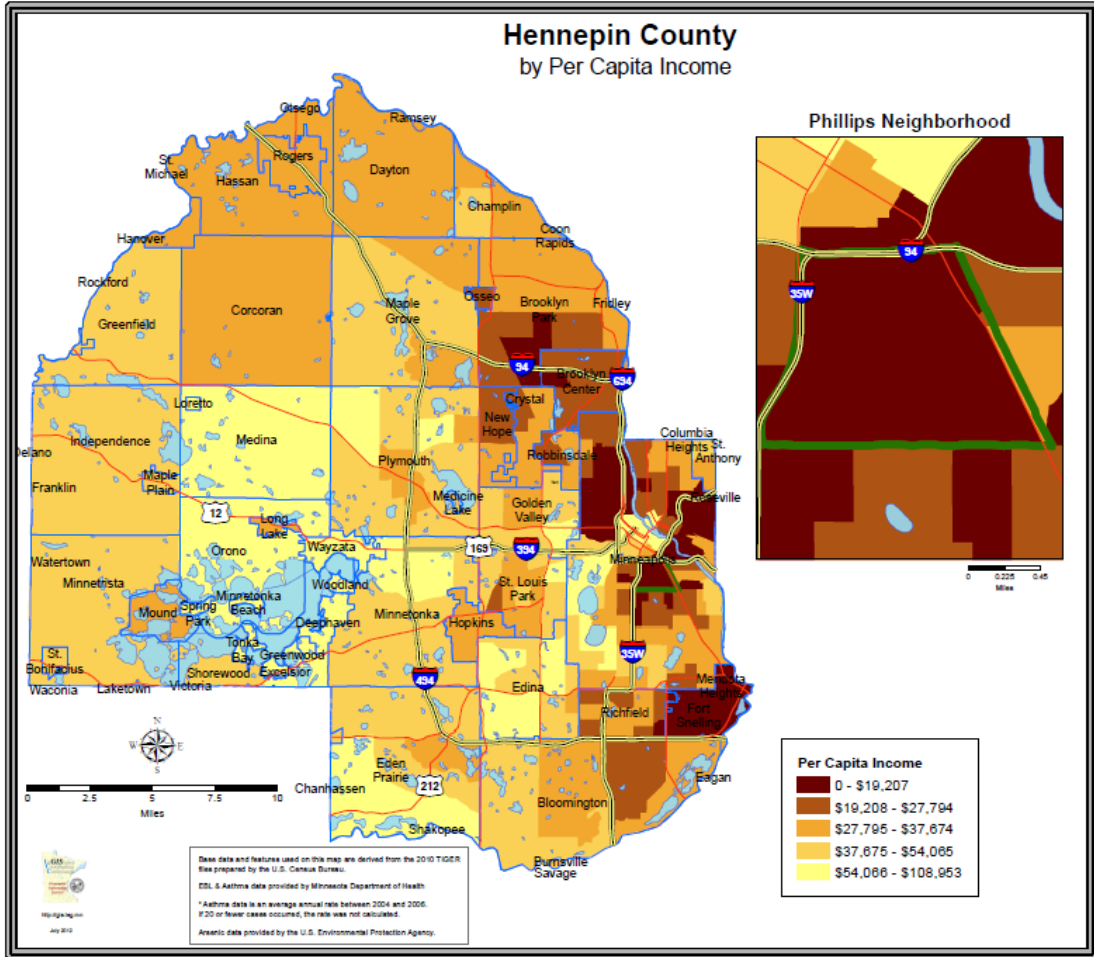 Hennepin County
by Per Capita Income
Phillips Neighborhood
Otsego
Ramsey
Rogers
St.
Michael
Hassan
Dayton
Champlin
Hanover
Coon
Rapids
Rockford
Greenfield
Corcoran
Maple
Grove
Osseo
Brooklyn
Park
Fridley
94
694
Brooklyn
Center
Loretto
Crystal
New
Hope
Independence
Medina
Plymouth
Robbinsdale
Columbia
Heights
St.
Anthony
Delano
Maple
Plain
Franklin
Medicine
Lake
Golden
Valley
Roseville
12
Long
Lake
Wayzata
169
394
Minneapolis
Watertown
Orono
Minnetrista
Woodland
Minnetonka
Beach
St. Louis
Park
Mound
Spring
Park
Minnetonka
Deephaven
Hopkins
Tonka
Bay
Greenwood
35W
St.
Bonifacius
Shorewood
Excelsior
494
Edina
Mendota
Heights
Waconia
Laketown
Victoria
Richfield
Fort
Snelling
Eden
Prairie
212
Chanhassen
Eagan
Bloomington
Shakopee
Burnsville
Savage
94
35W
0 0.225 0.45
Miles
N
W E
S
0 2.5 5 7.5 10
Miles
Per Capita Income
0 - $19,207
$19,208 - $27,794
$27,795 - $37,674
$37,675 - $54,065
$54,066 - $108,953
Base data and features used on this map are derived from the 2010 TIGER
files prepared by the U.S. Census Bureau.
EBL & Asthma data provided by Minnesota Department of Health
* Asthma data is an average annual rate between 2004 and 2006.
If 20 or fewer cases occurred, the rate was not calculated.
Arsenic data provided by the U.S. Environmental Protection Agency.
GIS
July 2012